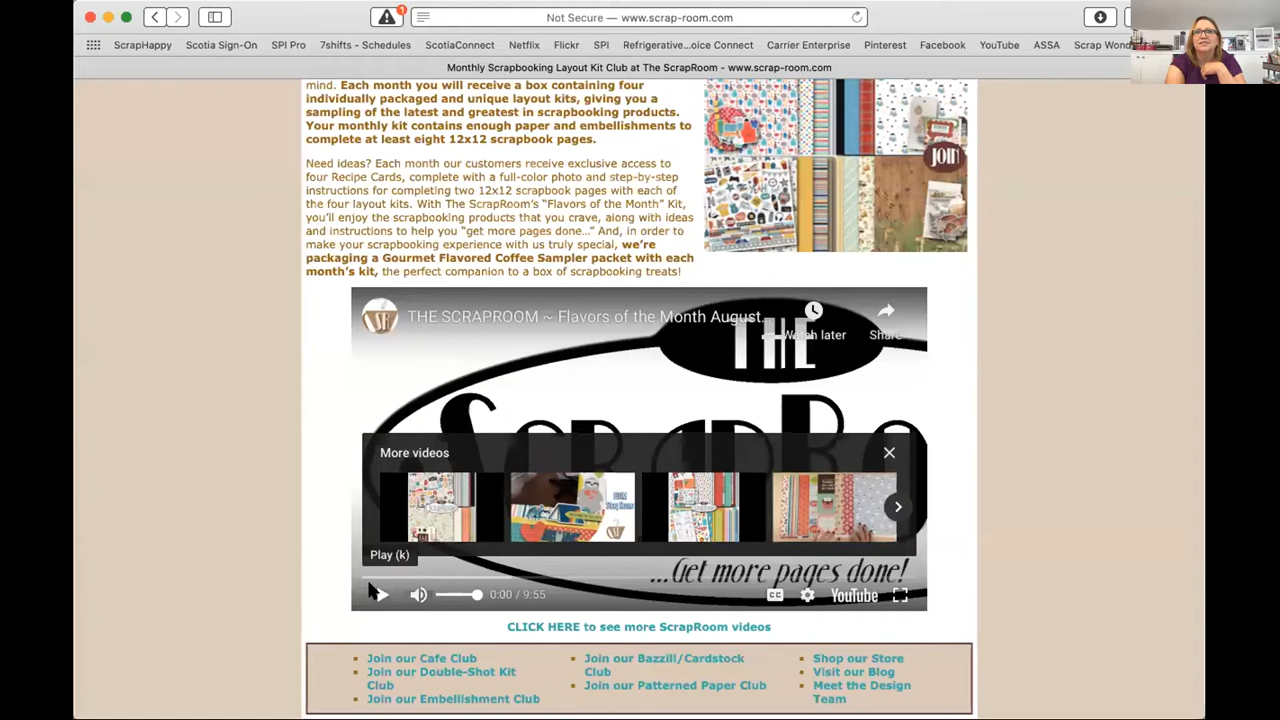 1
Not Secure — www.scrap-room.com
ScrapHappy Scotia Sign-On SPI Pro 7shifts - Schedules ScotiaConnect Netflix Flickr SPI Refrigerative...oice Connect Carrier Enterprise Pinterest Facebook YouTube ASSA Scrap Wond
Monthly Scrapbooking Layout Kit Club at The ScrapRoom - www.scrap-room.com
mind. Each month you will receive a box containing four
individually packaged and unique layout kits, giving you a
sampling of the latest and greatest in scrapbooking products.
Your monthly kit contains enough paper and embellishments to
complete at least eight 12x12 scrapbook pages.
JOIN
Need ideas? Each month our customers receive exclusive access to
four Recipe Cards, complete with a full-color photo and step-by-step
instructions for completing two 12x12 scrapbook pages with each of
the four layout kits. With The ScrapRoom's “Flavors of the Month” Kit,
you'll enjoy the scrapbooking products that you crave, along with ideas
and instructions to help you “get more pages done...” And, in order to
make your scrapbooking experience with us truly special, we're
packaging a Gourmet Flavored Coffee Sampler packet with each
month's kit, the perfect companion to a box of scrapbooking treats!
SR
THE SCRAPROOM ~ Flavors of the Month August...
Watch later Share
THE
SCRAPRO
More videos
Play (k)
...Get more pages done!
0:00 / 9:55
CC YouTube
CLICK HERE to see more ScrapRoom videos
Join our Cafe Club
Join our Double-Shot Kit
Club
Join our Embellishment Club
Join our Bazzill/Cardstock
Club
Join our Patterned Paper Club
Shop our Store
Visit our Blog
Meet the Design
Team